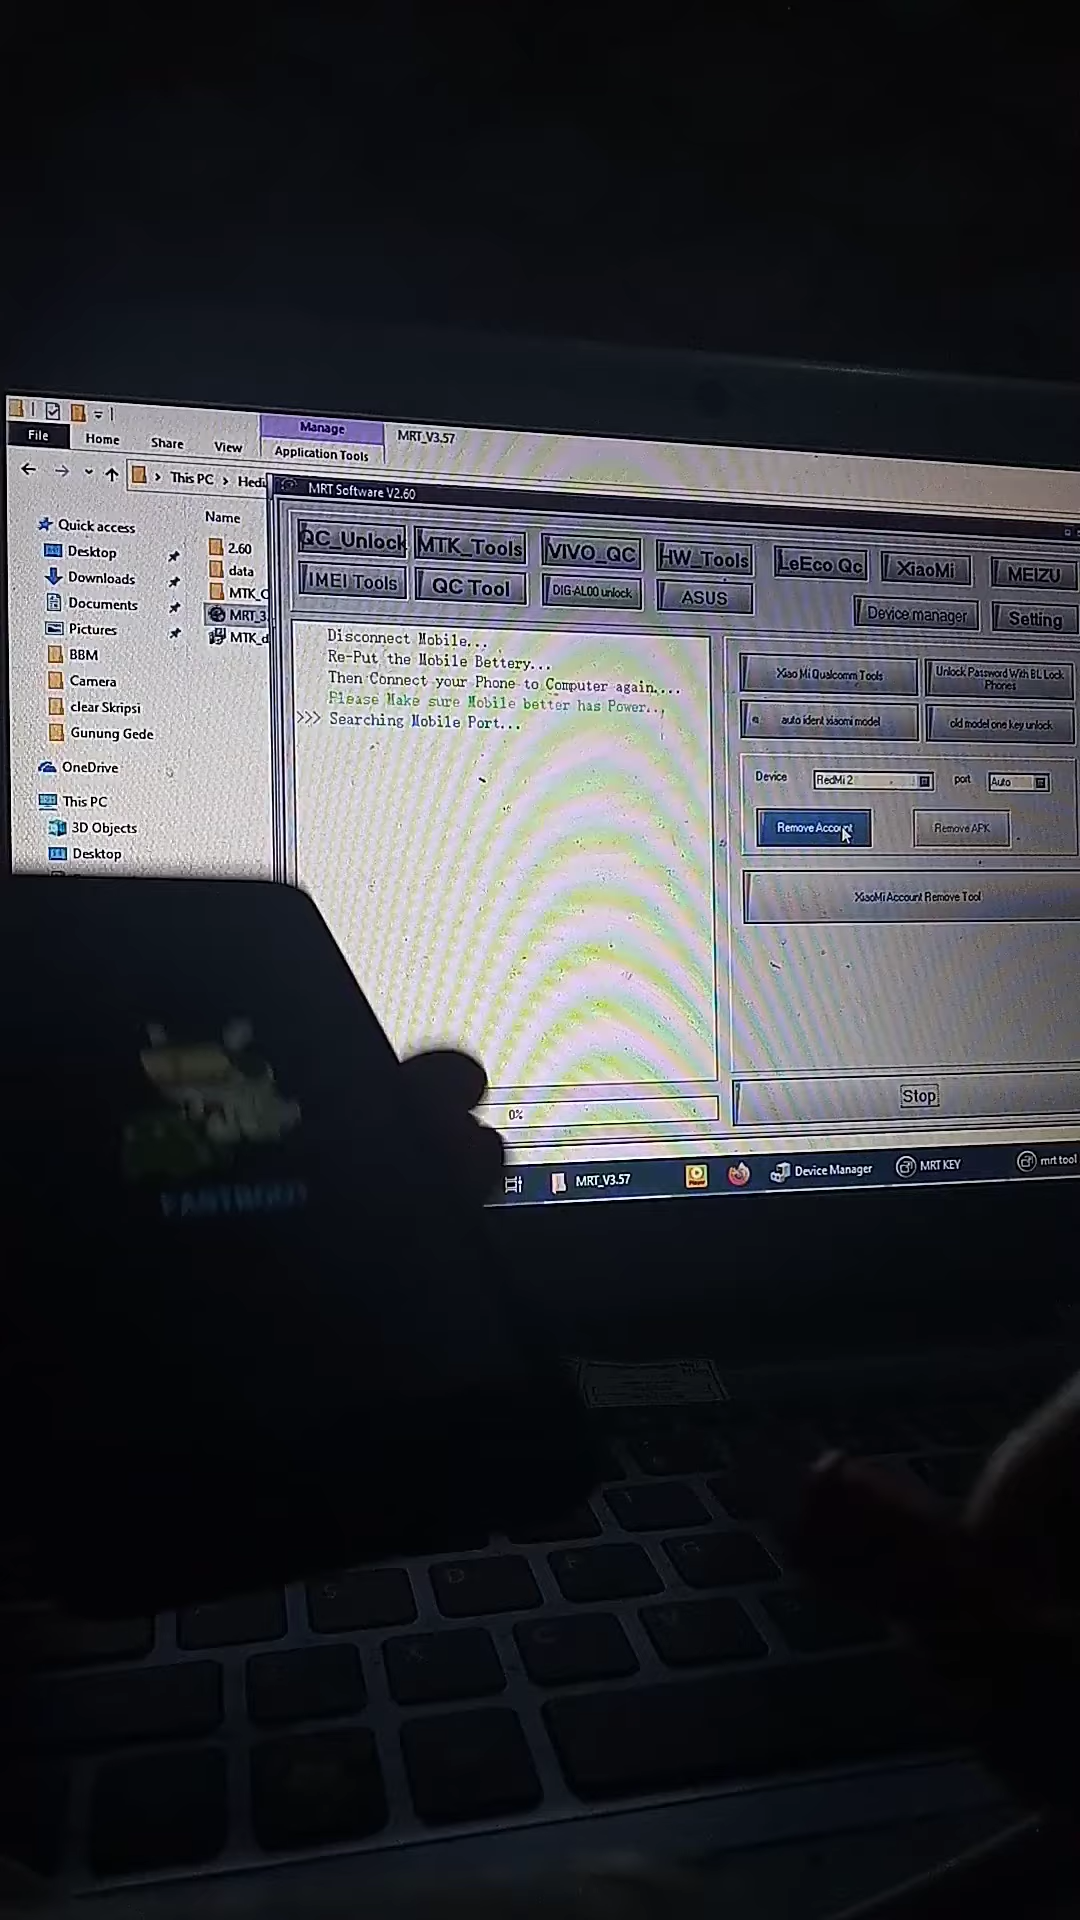 Manage
MRT_V3.57
File
Home
Share
View
Application Tools
This PC
MRT Software V2.60
Quick access
Desktop
Downloads
Documents
Pictures
BBM
Camera
clear Skripsi
Gunung Gede
OneDrive
This PC
3D Objects
Desktop
Name
2.60
data
QC_Unlock
MTK_Tools
VIVO_QC
HW_Tools
LeEco Qc
XiaoMi
MEIZU
IMEI Tools
QC Tool
DIG-AL00 unlock
ASUS
Device manager
Setting
Disconnect Mobile...
Re-Put the Mobile Bettery...
Then Connect your Phone to Computer again....
Please Make sure Mobile better has Power...
>>> Searching Mobile Port...
Xiao Mi Qualcomm Tools
Unlock Password With BL Lock
Phones
auto ident xiaomi model
old model one key unlock
Device
RedMi 2
port
Auto
Remove Account
Remove APK
XiaoMi Account Remove Tool
0%
Stop
MRT_V3.57
Device Manager
MRT KEY
mrt tool
FASTBOOT
S
D
F